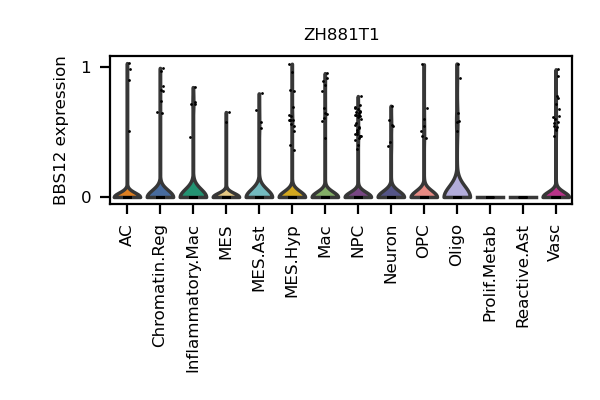 ZH881T1
BBS12 expression
1
0
AC
Chromatin.Reg
Inflammatory.Mac
MES
MES.Ast
MES.Hyp
Mac
NPC
Neuron
OPC
Oligo
Prolif.Metab
Reactive.Ast
Vasc